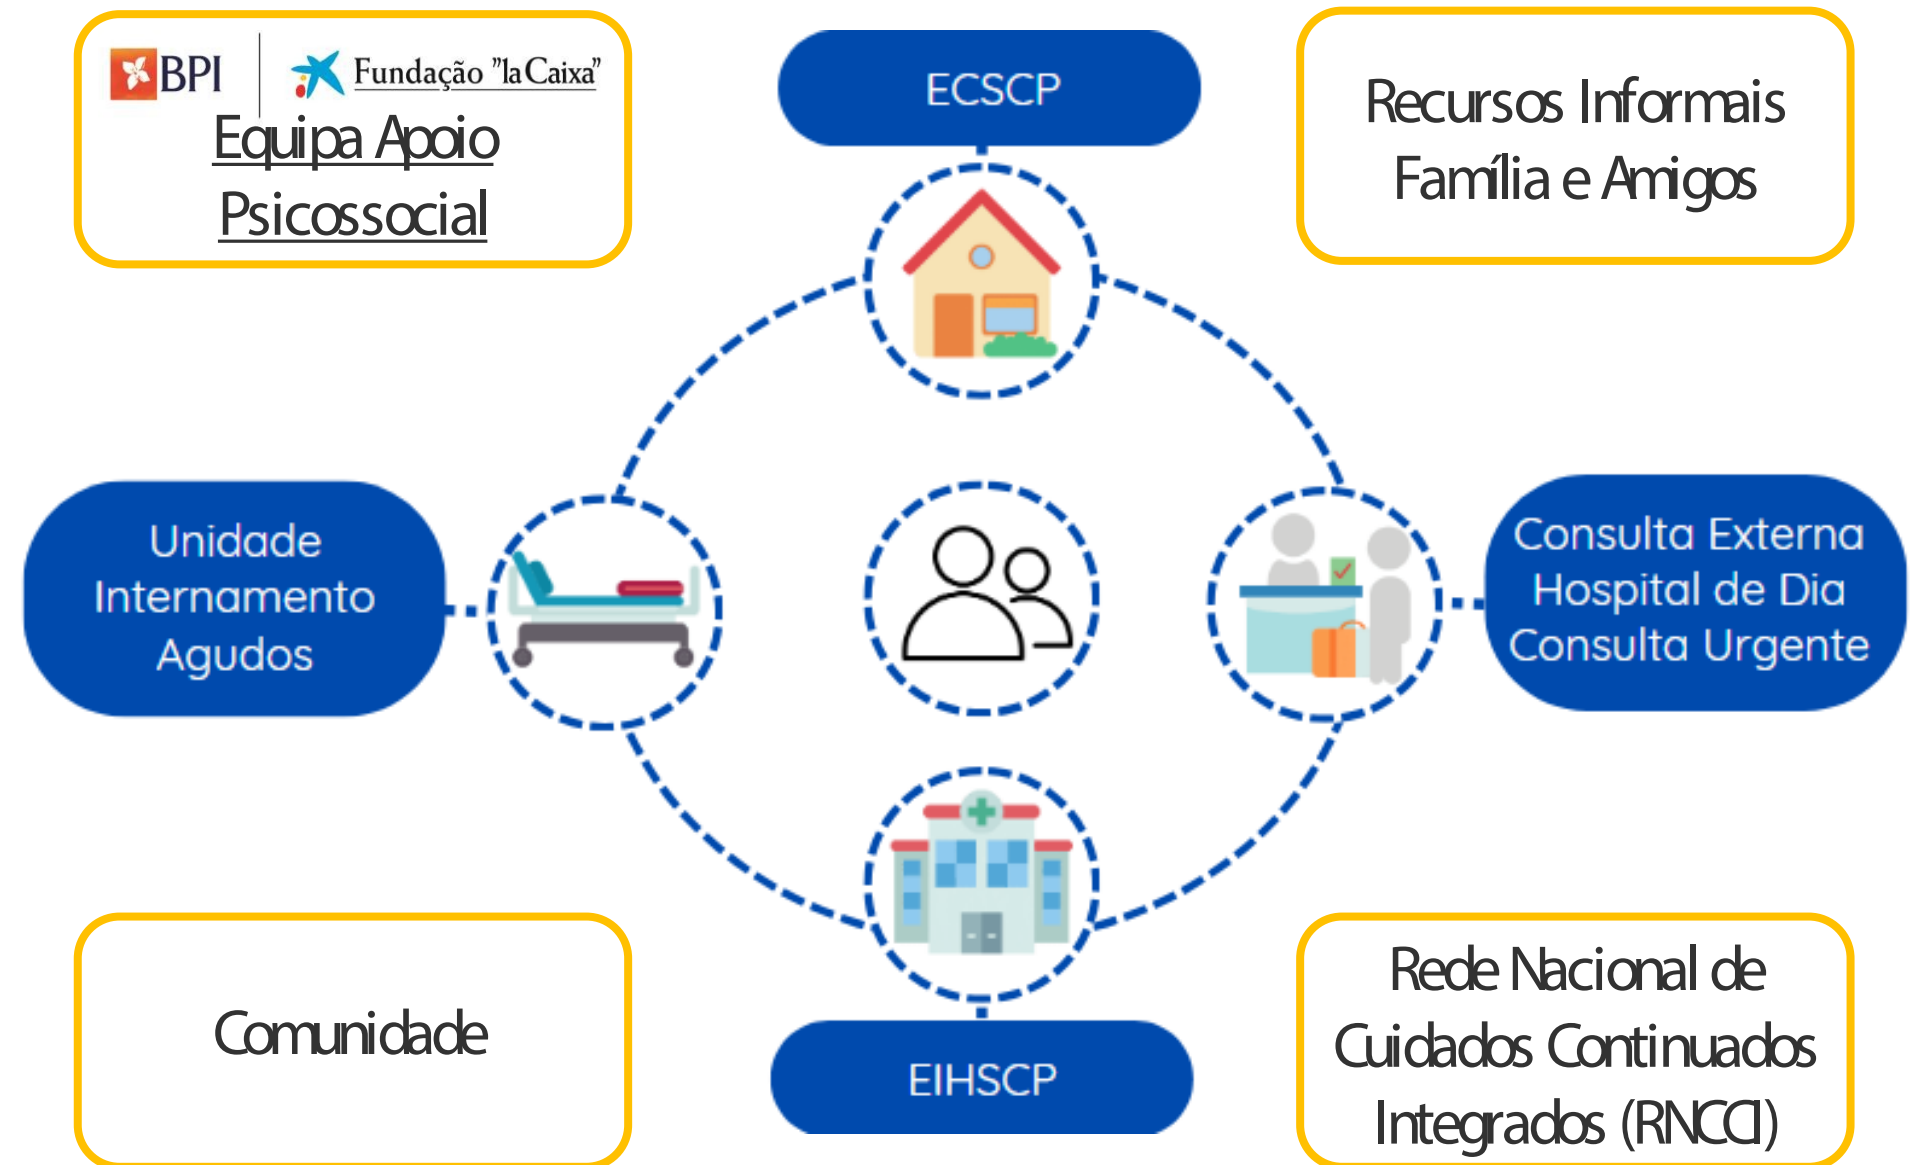 BPI
Fundação "la Caixa"
Equipa Apoio
Psicossocial
ECSCP
Recursos Informais
Família e Amigos
Unidade
Internamento
Agudos
Consulta Externa
Hospital de Dia
Consulta Urgente
Comunidade
EIHSCP
Rede Nacional de
Cuidados Continuados
Integrados (RNCCI)